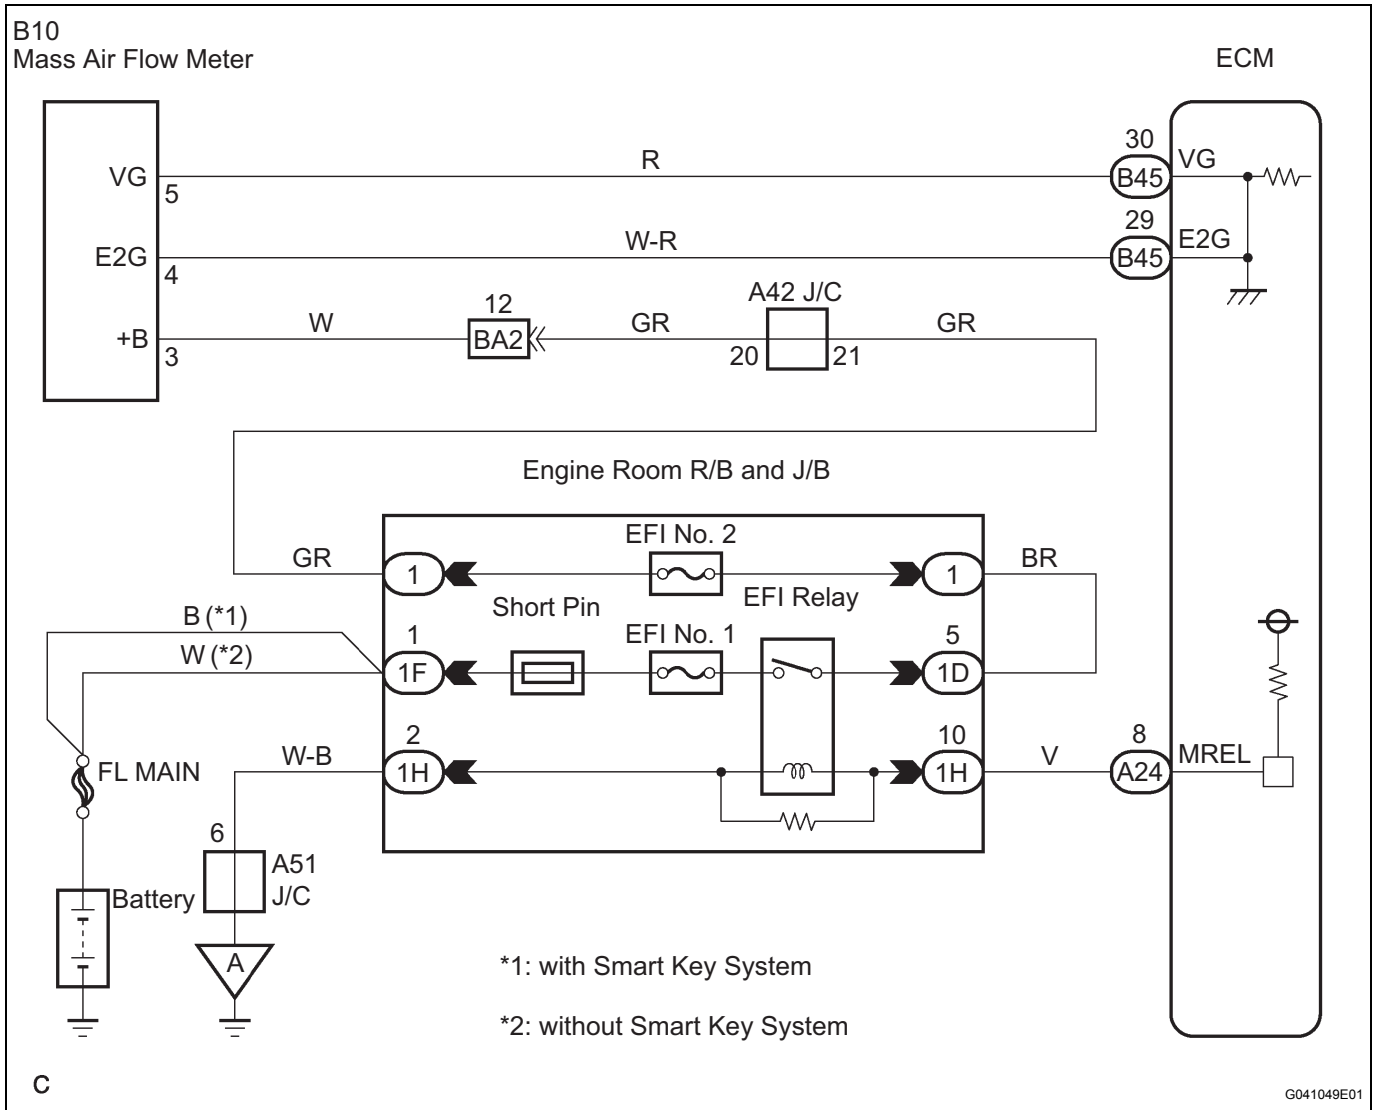 B10
Mass Air Flow Meter
ECM
VG
5
R
30
B45
VG
E2G
4
W-R
29
B45
E2G
+B
3
W
12
BA2
GR
A42 J/C
20
21
GR
Engine Room R/B and J/B
GR
1
EFI No. 2
1
BR
B (*1)
W (*2)
1
1F
Short Pin
EFI No. 1
EFI Relay
5
1D
FL MAIN
W-B
2
1H
10
1H
V
8
A24
MREL
6
A51
J/C
Battery
A
*1: with Smart Key System
*2: without Smart Key System
C
G041049E01